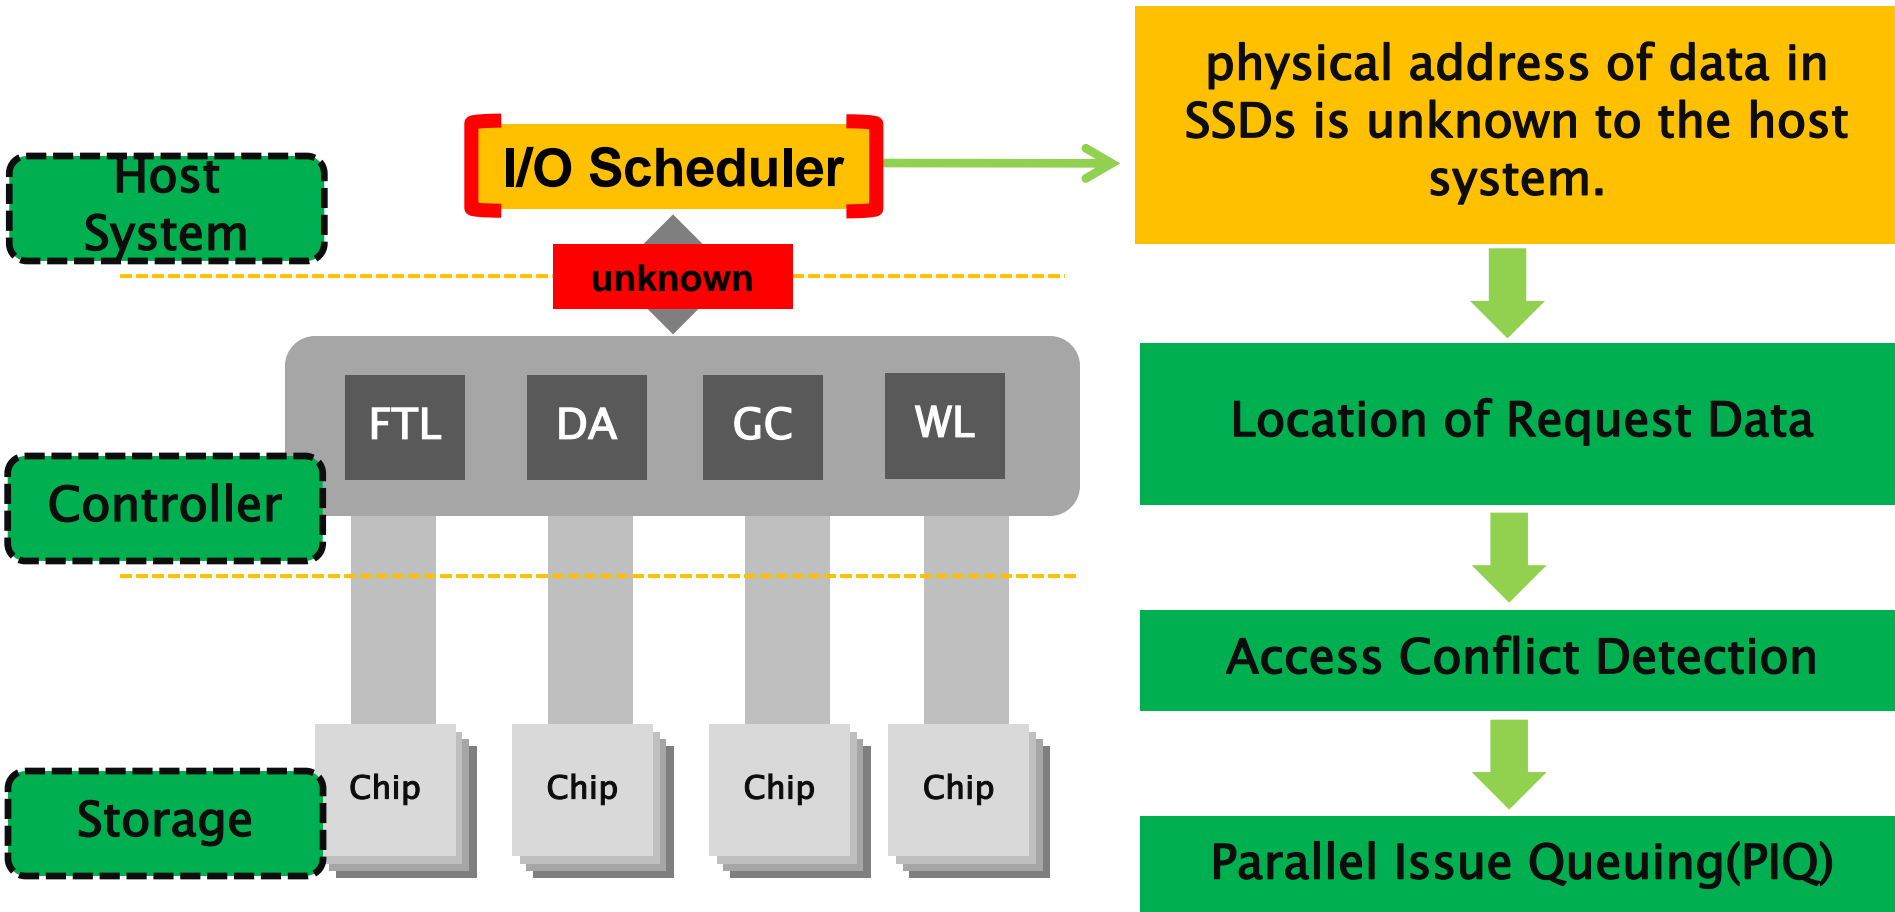 Host
System
I/O Scheduler
unknown
FTL
DA
GC
WL
Controller
Chip
Chip
Chip
Chip
Storage
physical address of data in
SSDs is unknown to the host
system.
Location of Request Data
Access Conflict Detection
Parallel Issue Queuing(PIQ)